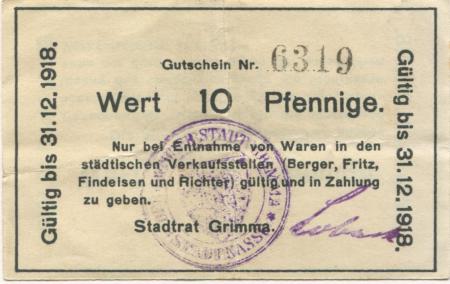 Gültig bis 31.12.1918.
Gutschein Nr. 6319
Wert 10 Pfennige.
Nur bei Entnahme von Waren in den
städtischen Verkaufsstellen (Berger, Fritz,
Findeisen und Richter) gültig und in Zahlung
zu geben.
Stadtrat Grimma.
Gültig bis 31.12.1918.